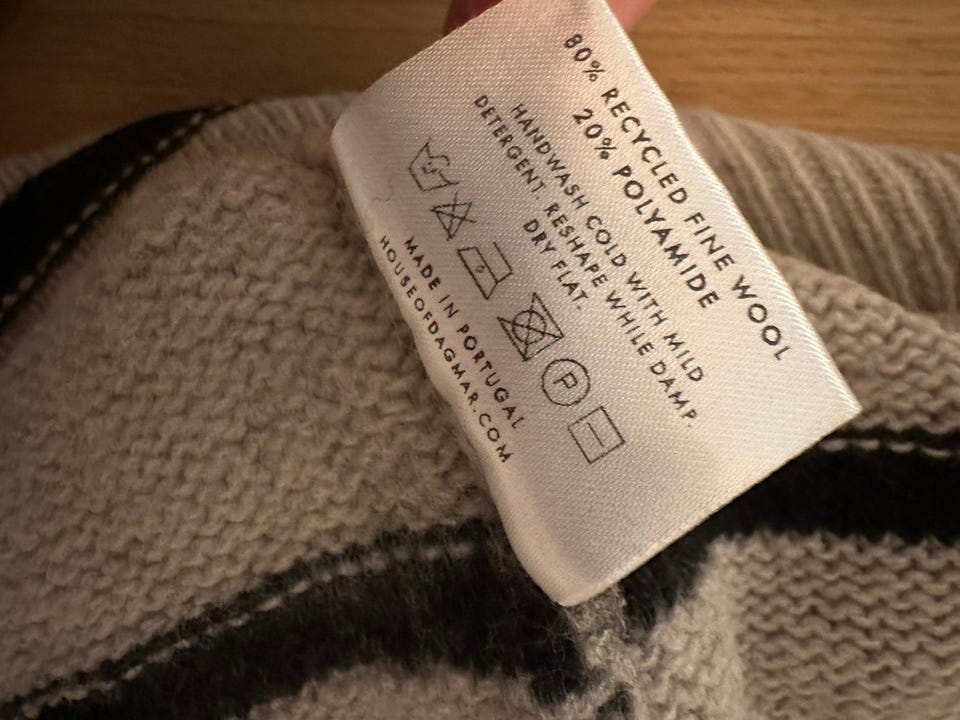 80% RECYCLED FINE WOOL
20% POLYAMIDE
HANDWASH COLD WITH MILD
DETERGENT. RESHAPE WHILE DAMP.
DRY FLAT.
P
MADE IN PORTUGAL
HOUSEOFDAGMAR.COM